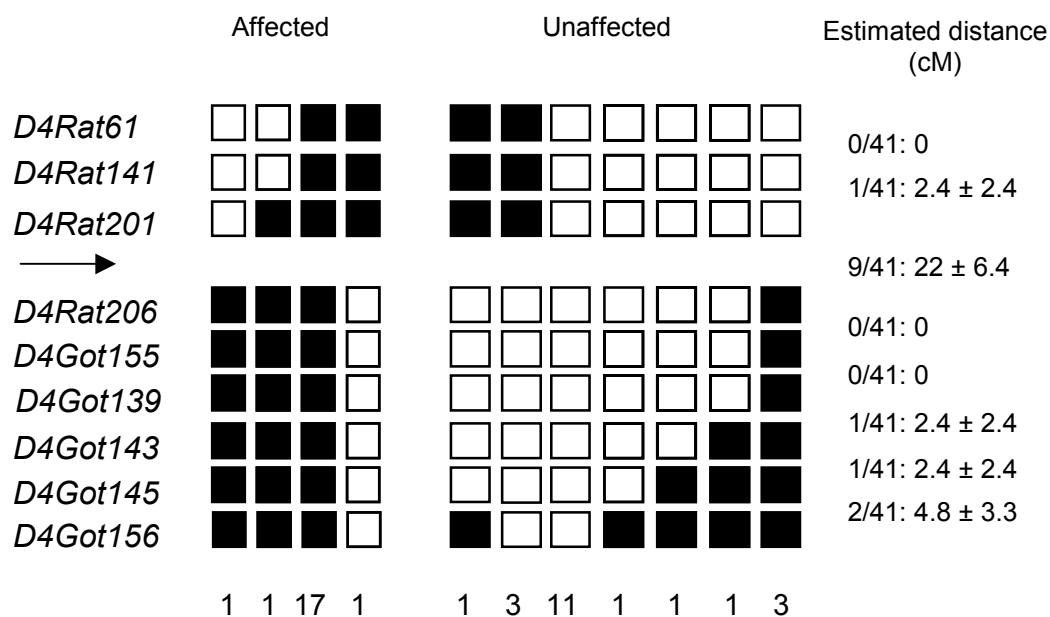 Affected Unaffected Estimated distance
(cM)
D4Rat61
0/41: 0
D4Rat141
1/41: 2.4 ± 2.4
D4Rat201
9/41: 22 ± 6.4
D4Rat206
0/41: 0
D4Got155
0/41: 0
D4Got139
1/41: 2.4 ± 2.4
D4Got143
1/41: 2.4 ± 2.4
D4Got145
2/41: 4.8 ± 3.3
D4Got156
1 1 17 1 1 3 11 1 1 1 3